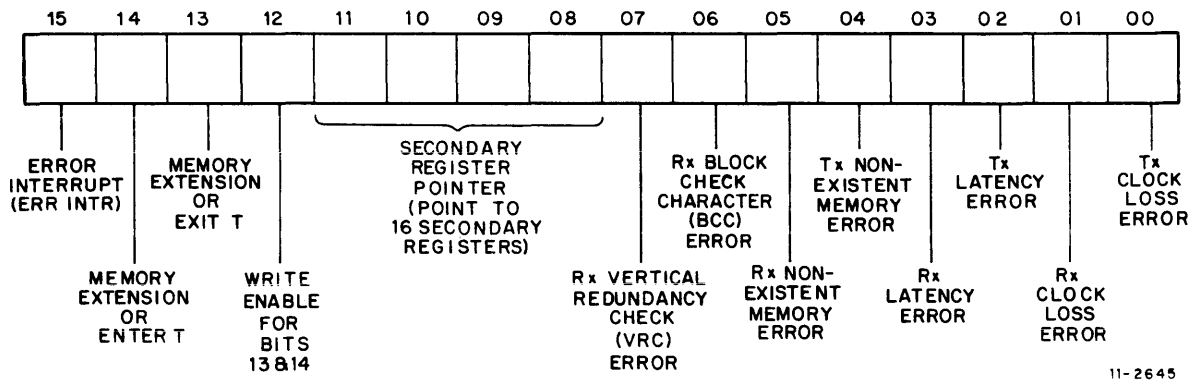 15 14 13 12 11 10 09 08 07 06 05 04 03 02 01 00
ERROR
INTERRUPT
(ERR INTR)
MEMORY
EXTENSION
OR
ENTER T
MEMORY
EXTENSION
OR
EXIT T
WRITE
ENABLE
FOR
BITS
13&14
SECONDARY
REGISTER
POINTER
(POINT TO
16 SECONDARY
REGISTERS)
Rx VERTICAL
REDUNDANCY
CHECK
(VRC)
ERROR
Rx BLOCK
CHECK
CHARACTER
(BCC)
ERROR
Rx NON-
EXISTENT
MEMORY
ERROR
Tx NON-
EXISTENT
MEMORY
ERROR
Rx
LATENCY
ERROR
Tx
LATENCY
ERROR
Rx
CLOCK
LOSS
ERROR
Tx
CLOCK
LOSS
ERROR
11-2645